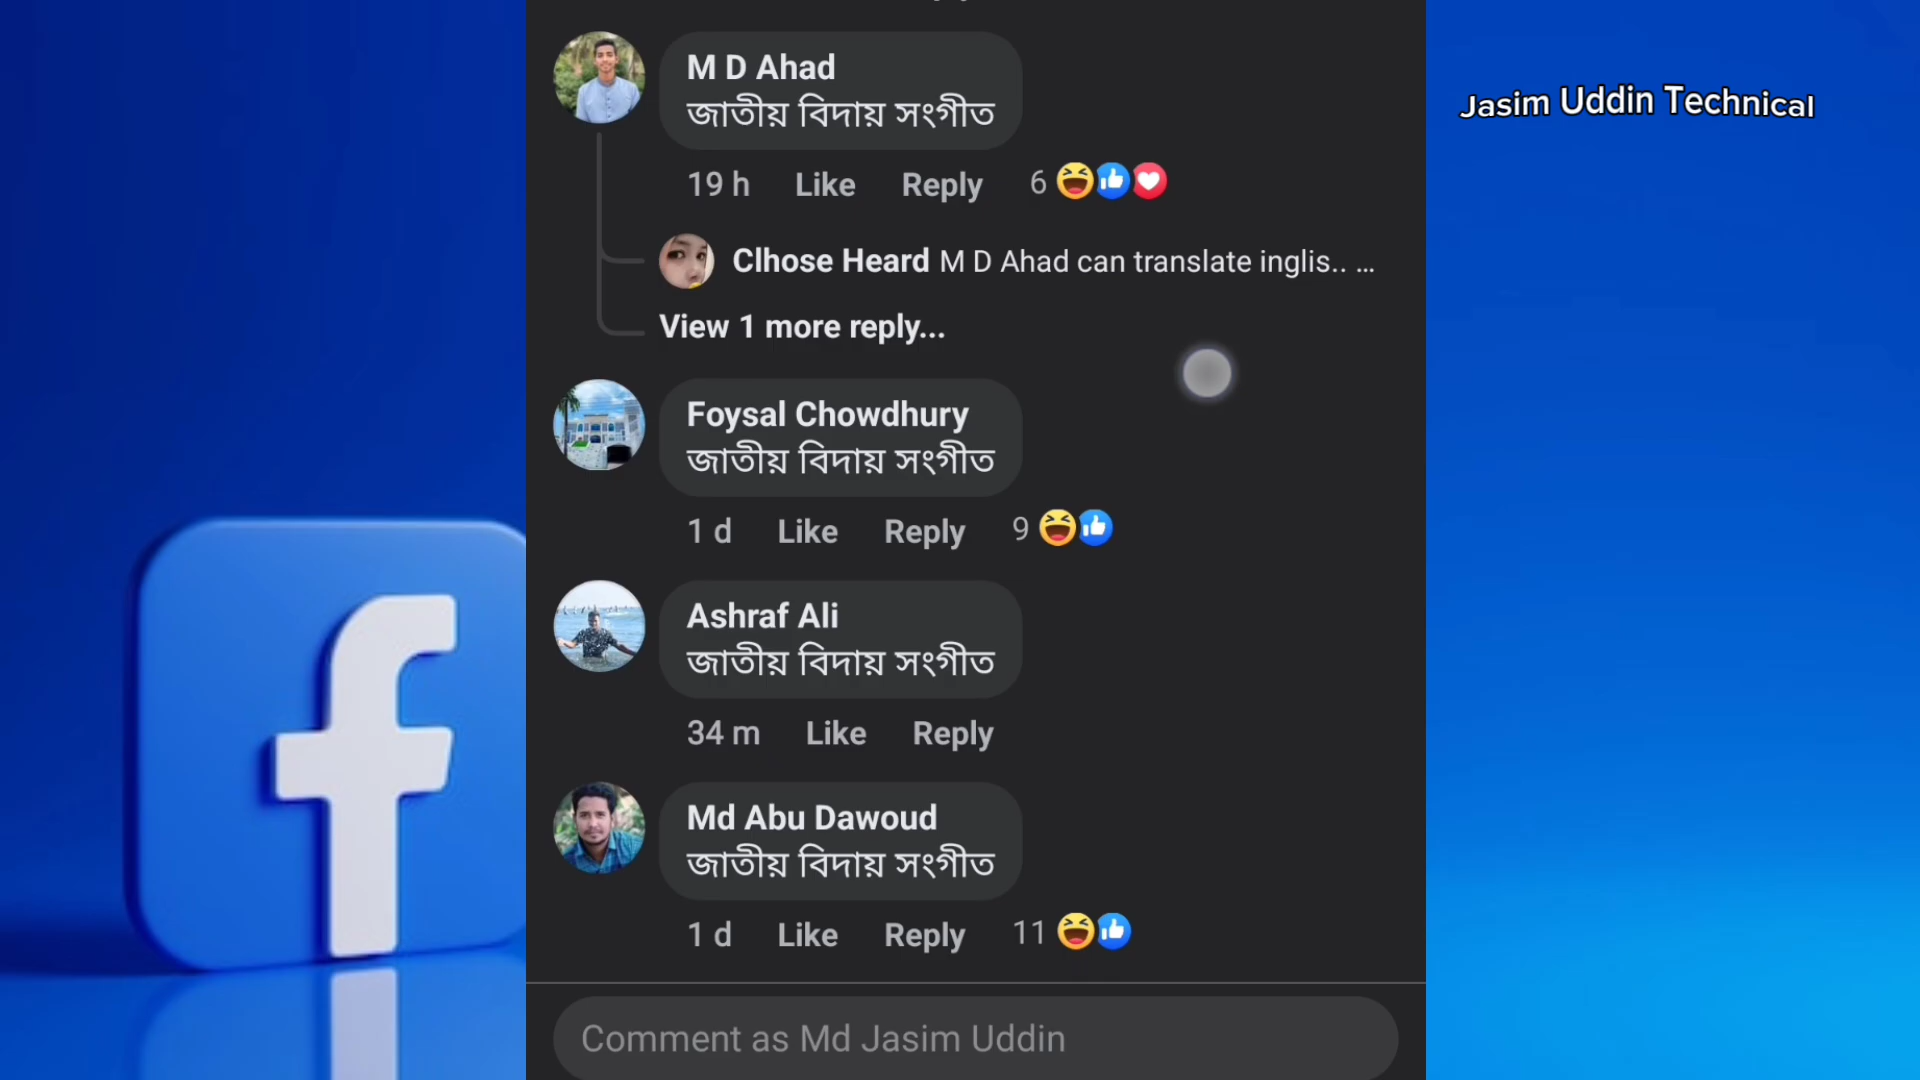 Jasim Uddin Technical
M D Ahad
জাতীয় বিদায় সংগীত
19 h Like Reply 6
Clhose Heard M D Ahad can translate inglis.. ...
View 1 more reply...
Foysal Chowdhury
জাতীয় বিদায় সংগীত
1 d Like Reply 9
Ashraf Ali
জাতীয় বিদায় সংগীত
34 m Like Reply
Md Abu Dawoud
জাতীয় বিদায় সংগীত
1 d Like Reply 11
Comment as Md Jasim Uddin
f